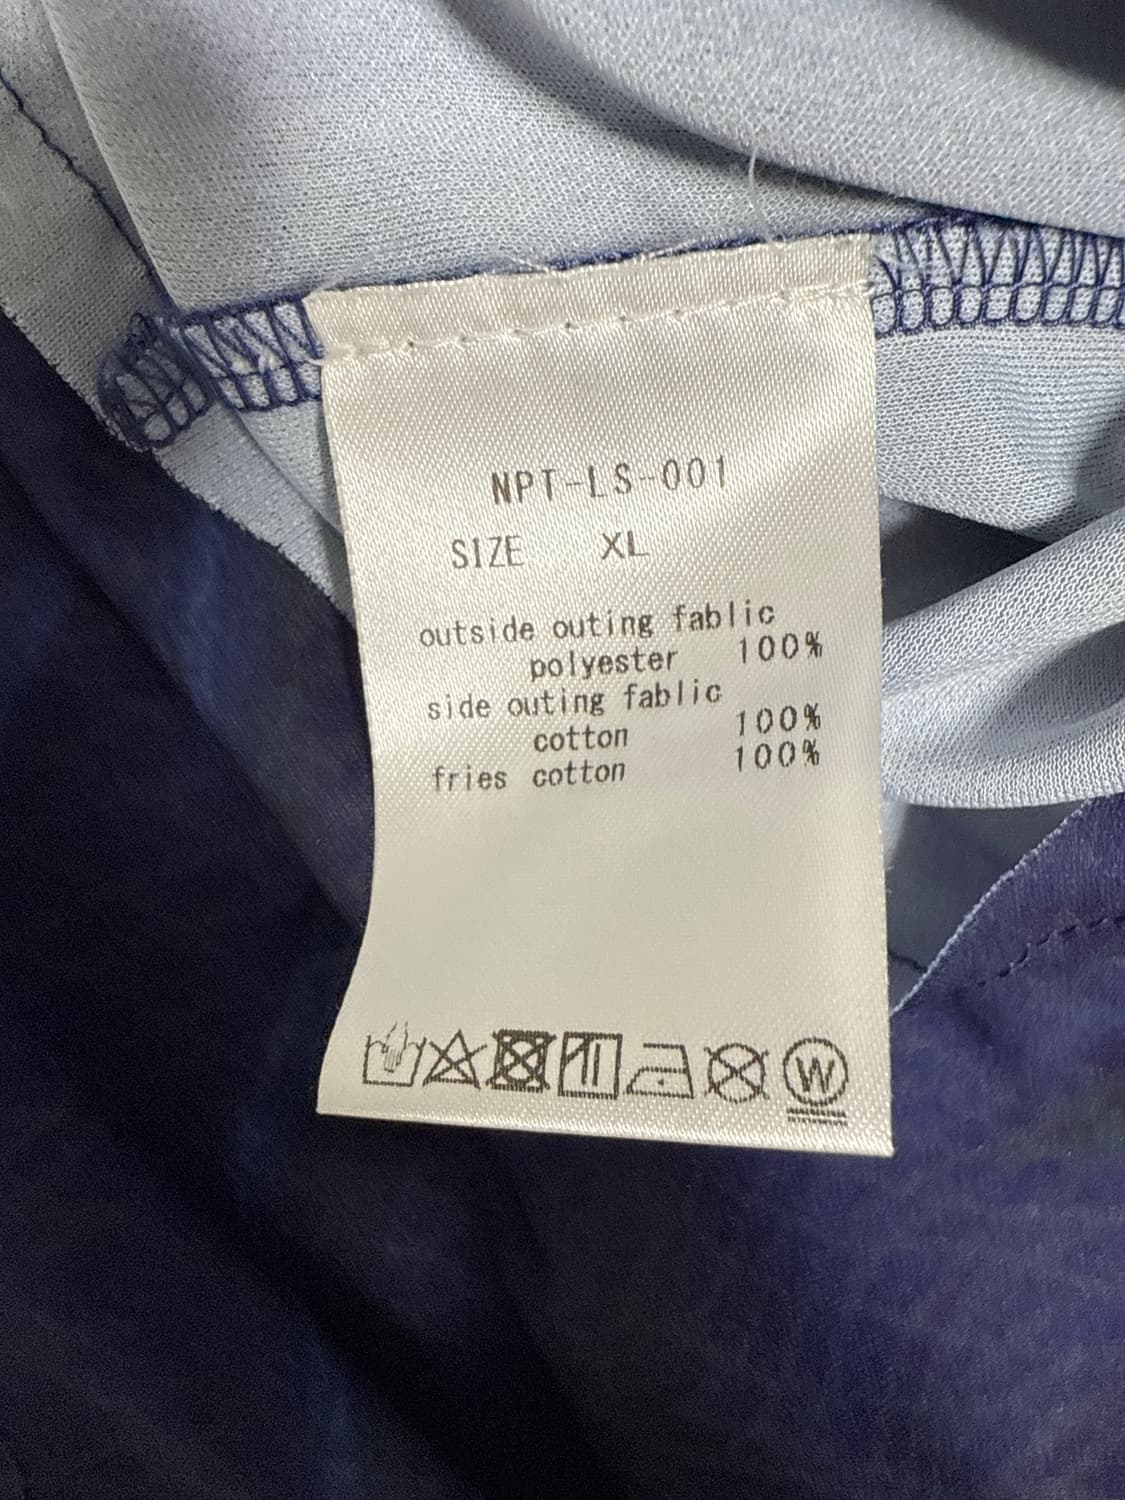 NPT-LS-001
SIZE XL
outside outing fablic
polyester 100%
side outing fablic
cotton 100%
fries cotton 100%
W